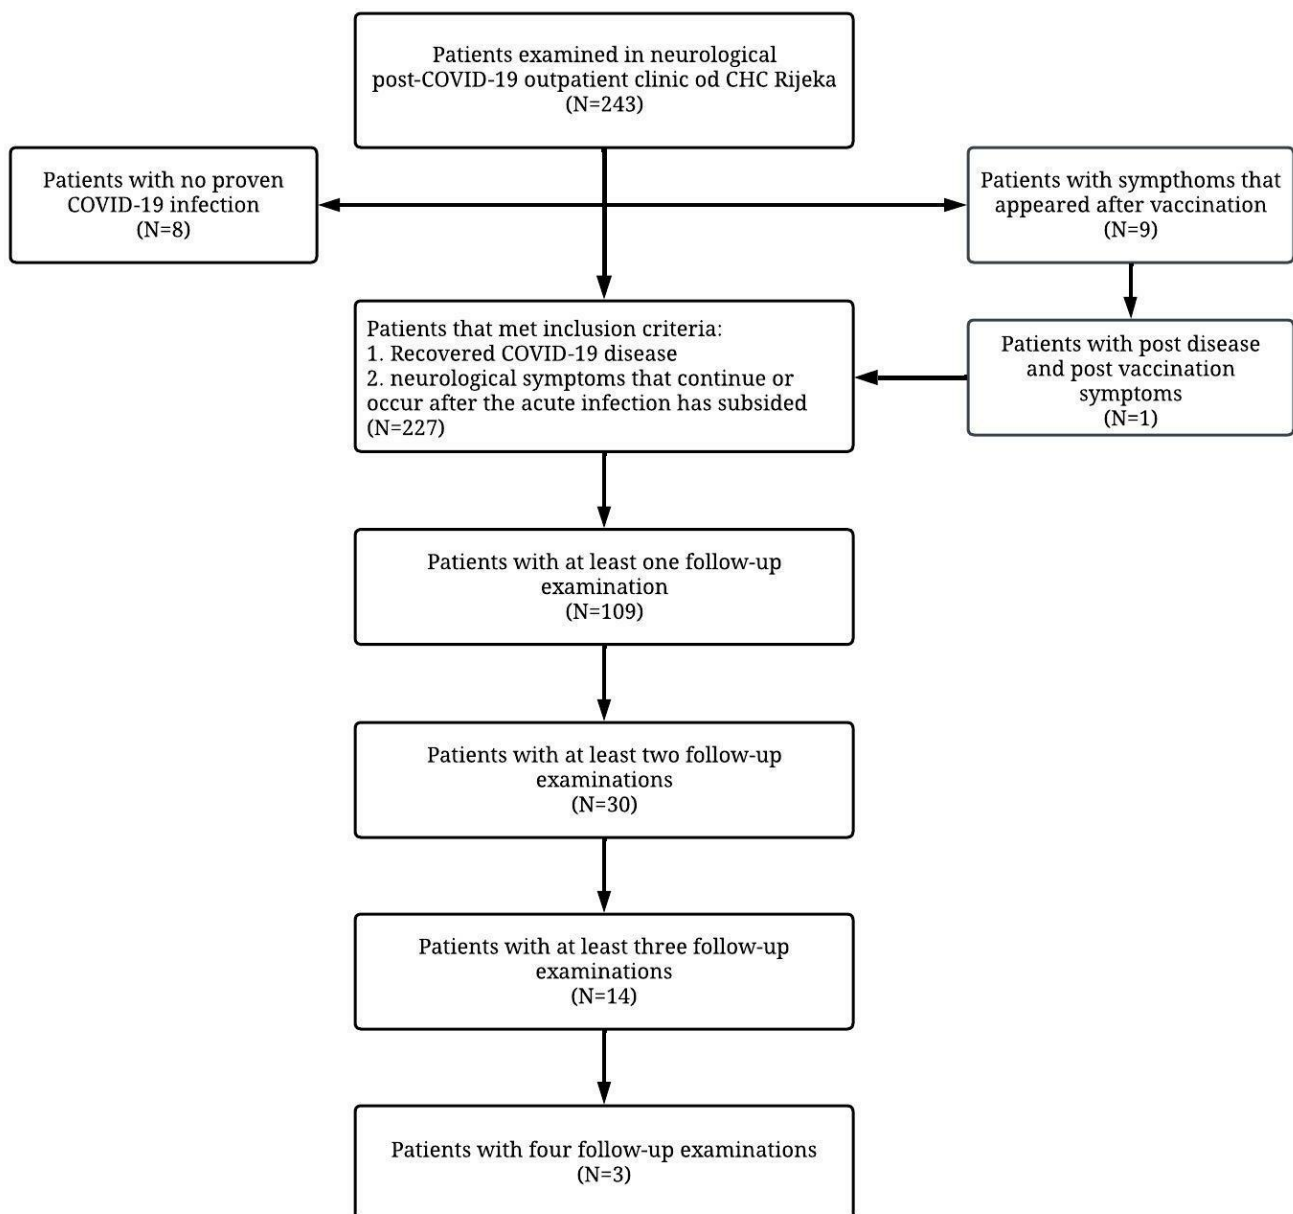 Patients examined in neurological
post-COVID-19 outpatient clinic od CHC Rijeka
(N=243)
Patients with no proven
COVID-19 infection
(N=8)
Patients with sympthoms that
appeared after vaccination
(N=9)
Patients that met inclusion criteria:
1. Recovered COVID-19 disease
2. neurological symptoms that continue or
occur after the acute infection has subsided
(N=227)
Patients with post disease
and post vaccination
symptoms
(N=1)
Patients with at least one follow-up
examination
(N=109)
Patients with at least two follow-up
examinations
(N=30)
Patients with at least three follow-up
examinations
(N=14)
Patients with four follow-up examinations
(N=3)